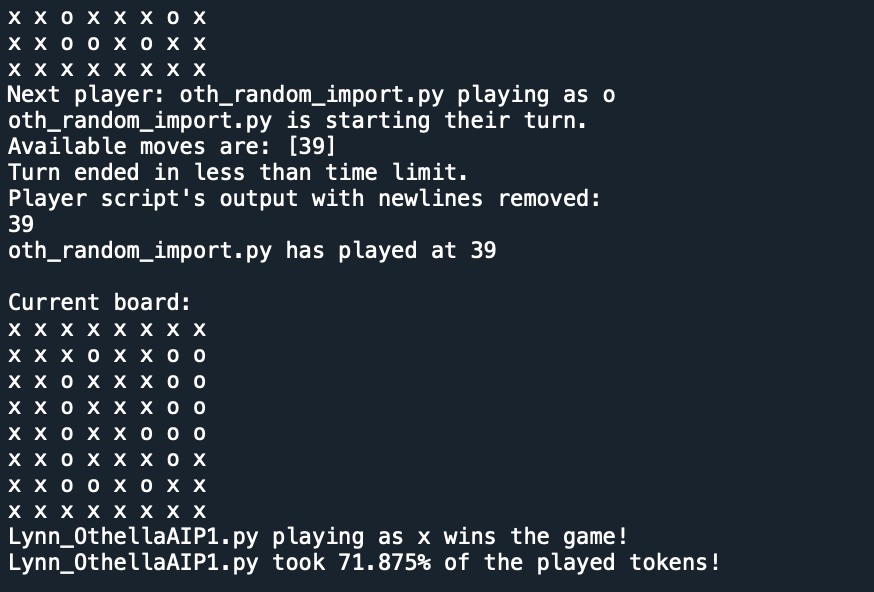 x x o x x x o x
x x o o x o x x
x x x x x x x x
Next player: oth_random_import.py playing as o
oth_random_import.py is starting their turn.
Available moves are: [39]
Turn ended in less than time limit.
Player script's output with newlines removed:
39
oth_random_import.py has played at 39
Current board:
x x x x x x x x
x x x o x x o o
x x o x x x o o
x x o x x x o o
x x o x x o o o
x x o x x x o x
x x o o x o x x
x x x x x x x x
Lynn_OthellaAIP1.py playing as x wins the game!
Lynn_OthellaAIP1.py took 71.875% of the played tokens!